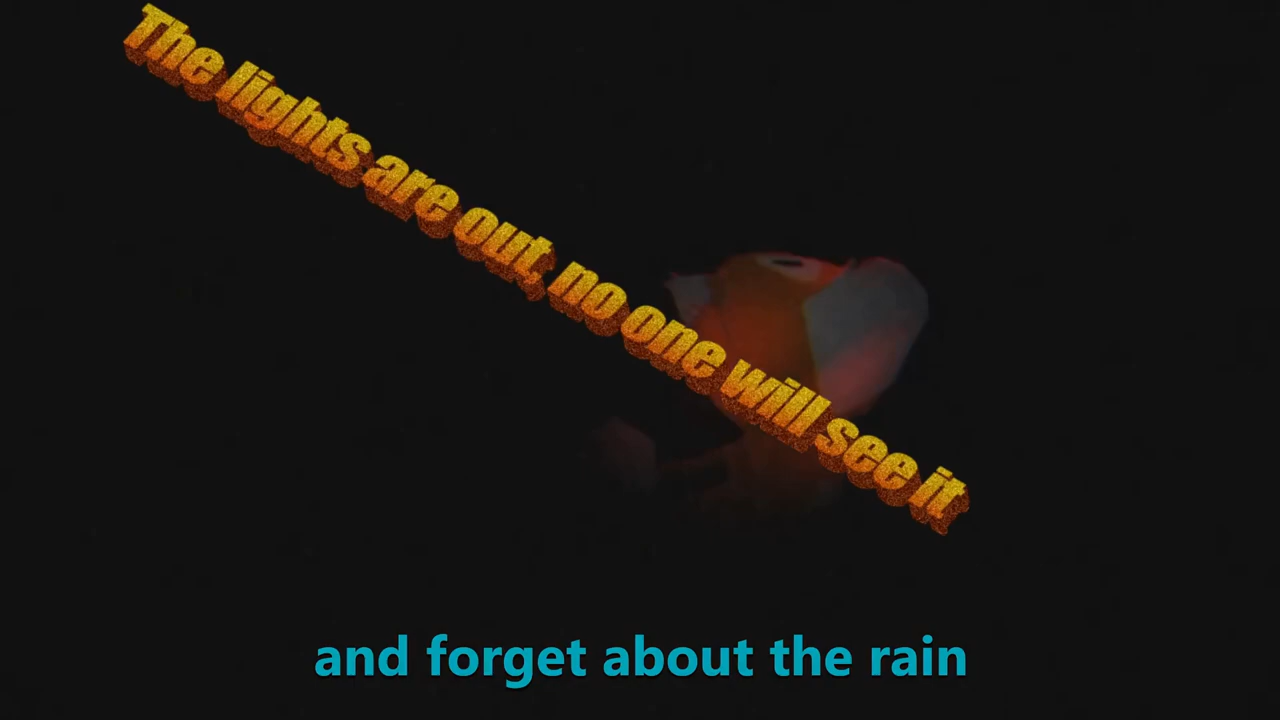 The lights are out, no one will see it
and forget about the rain